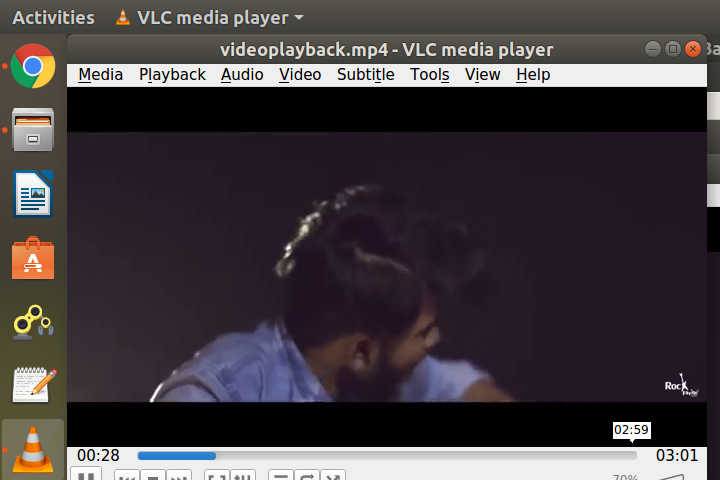 Activities VLC media player
videoplayback.mp4 - VLC media player
Media Playback Audio Video Subtitle Tools View Help
Rock
02:59
00:28 03:01
70%